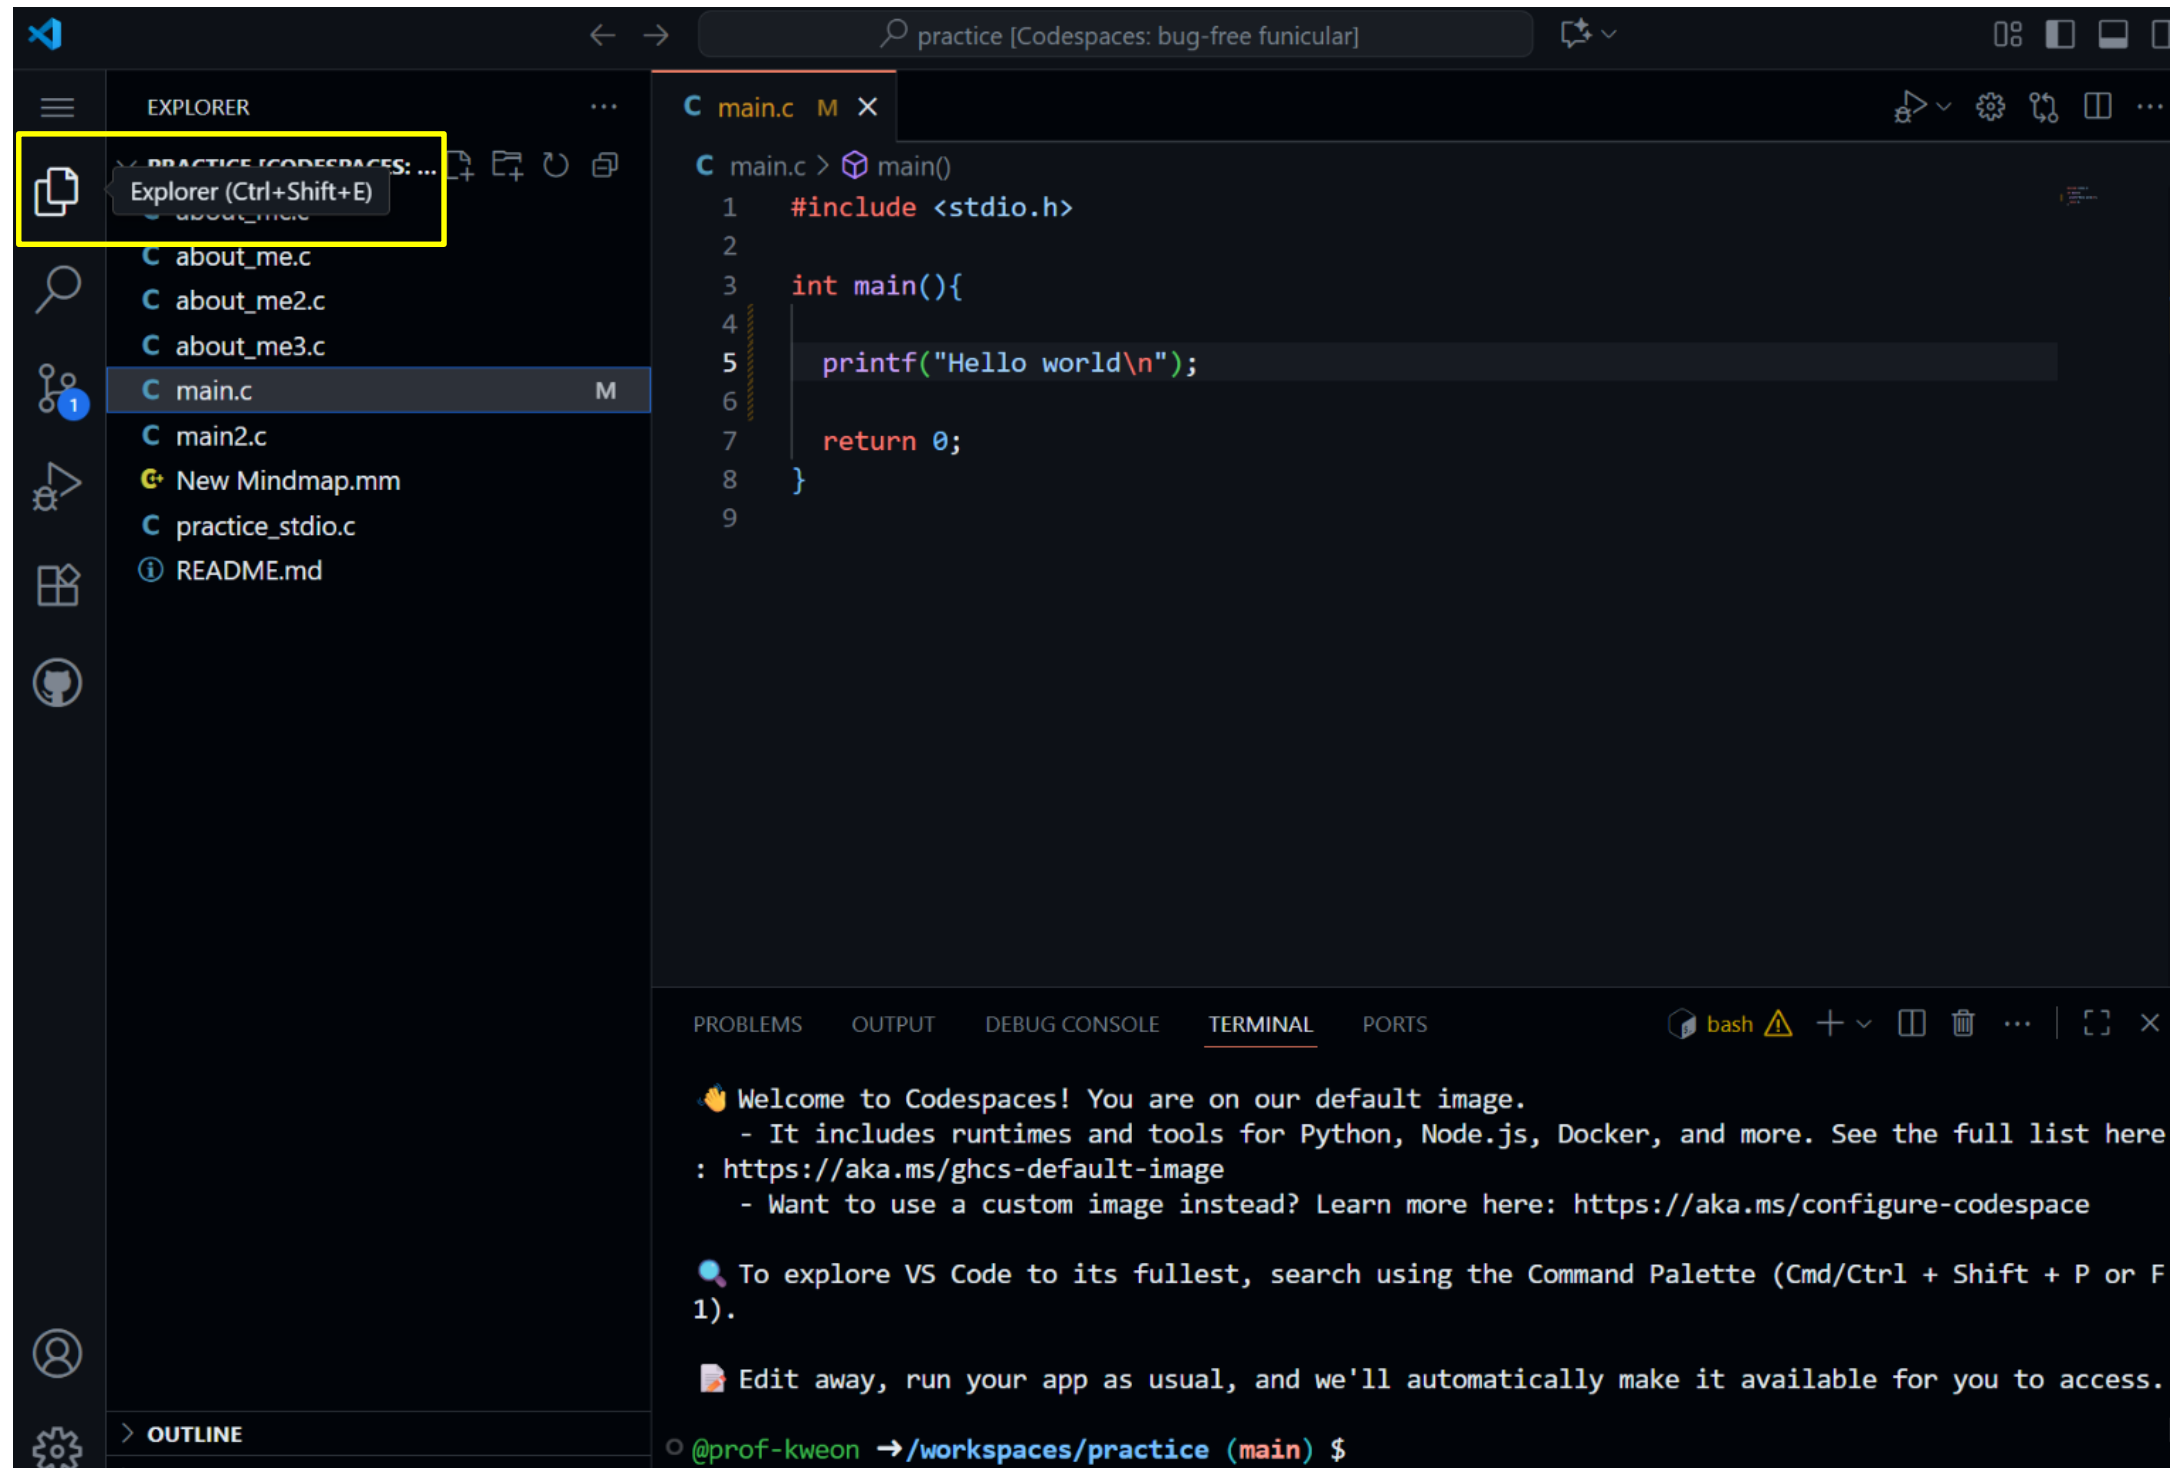 practice [Codespaces: bug-free funicular]
EXPLORER
PRACTICE [CODESPACES: ...
Explorer (Ctrl+Shift+E)
C about_me.c
C about_me2.c
C about_me3.c
C main.c M
C main2.c
New Mindmap.mm
C practice_stdio.c
README.md
1
OUTLINE
C main.c M
C main.c > main()
1 #include <stdio.h>
2
3 int main(){
4
5 printf("Hello world\n");
6
7 return 0;
8 }
9
PROBLEMS OUTPUT DEBUG CONSOLE TERMINAL PORTS bash
👋 Welcome to Codespaces! You are on our default image.
- It includes runtimes and tools for Python, Node.js, Docker, and more. See the full list here
: https://aka.ms/ghcs-default-image
- Want to use a custom image instead? Learn more here: https://aka.ms/configure-codespace
🔍 To explore VS Code to its fullest, search using the Command Palette (Cmd/Ctrl + Shift + P or F
1).
📝 Edit away, run your app as usual, and we'll automatically make it available for you to access.
@prof-kweon ➜ /workspaces/practice (main) $